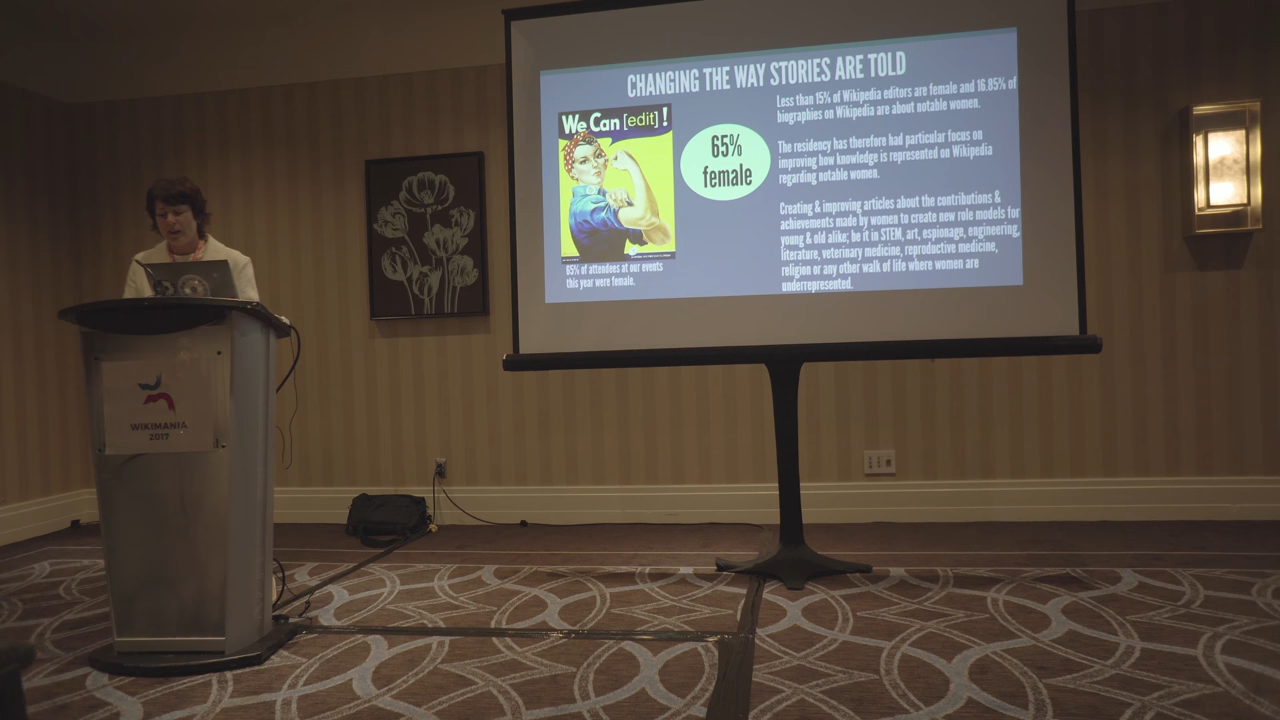 CHANGING THE WAY STORIES ARE TOLD
We Can [edit] !
65%
female
65% of attendees at our events
this year were female.
Less than 15% of Wikipedia editors are female and 16.85% of
biographies on Wikipedia are about notable women.
The residency has therefore had particular focus on
improving how knowledge is represented on Wikipedia
regarding notable women.
Creating & improving articles about the contributions &
achievements made by women to create new role models for
young & old alike; be it in STEM, art, espionage, engineering,
literature, veterinary medicine, reproductive medicine,
religion or any other walk of life where women are
underrepresented.
WIKIMANIA
2017